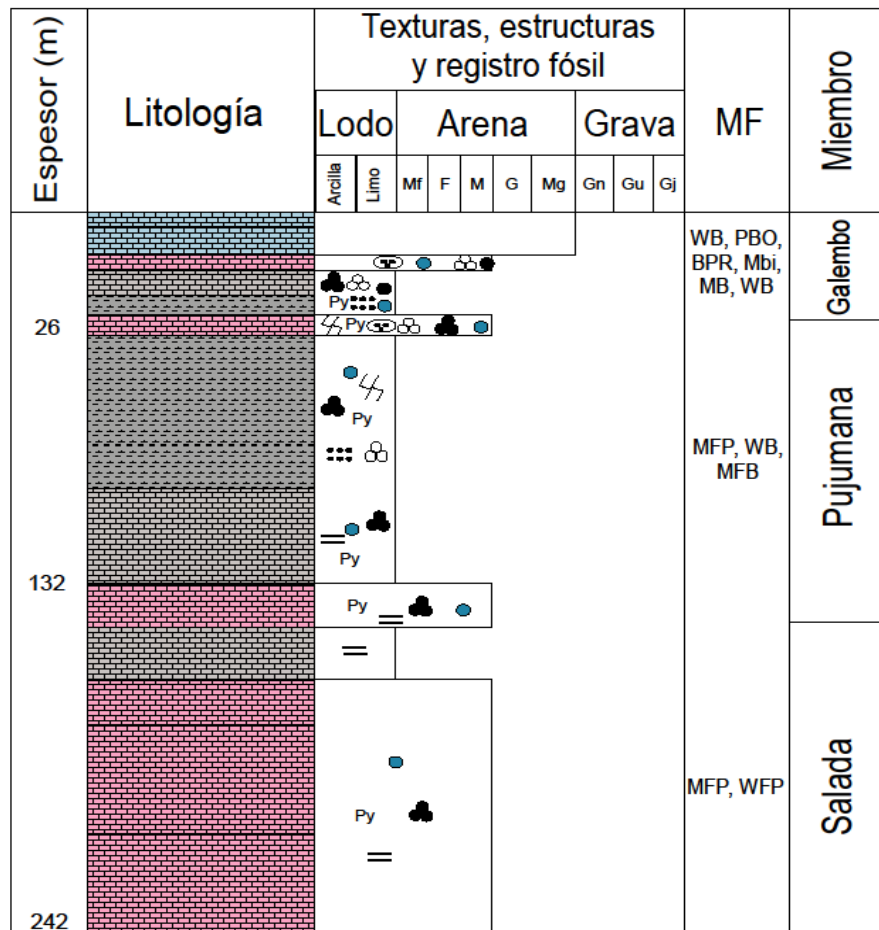 Espesor (m)
Litología
Texturas, estructuras
y registro fósil
Lodo
Arena
Grava
Arcilla
Limo
Mf
F
M
G
Mg
Gn
Gu
Gj
MF
Miembro
WB, PBO,
BPR, Mbi,
MB, WB
Galembo
Py
26
Py
Py
MFP, WB,
MFB
Pujumana
Py
132
Py
Py
MFP, WFP
Salada
242